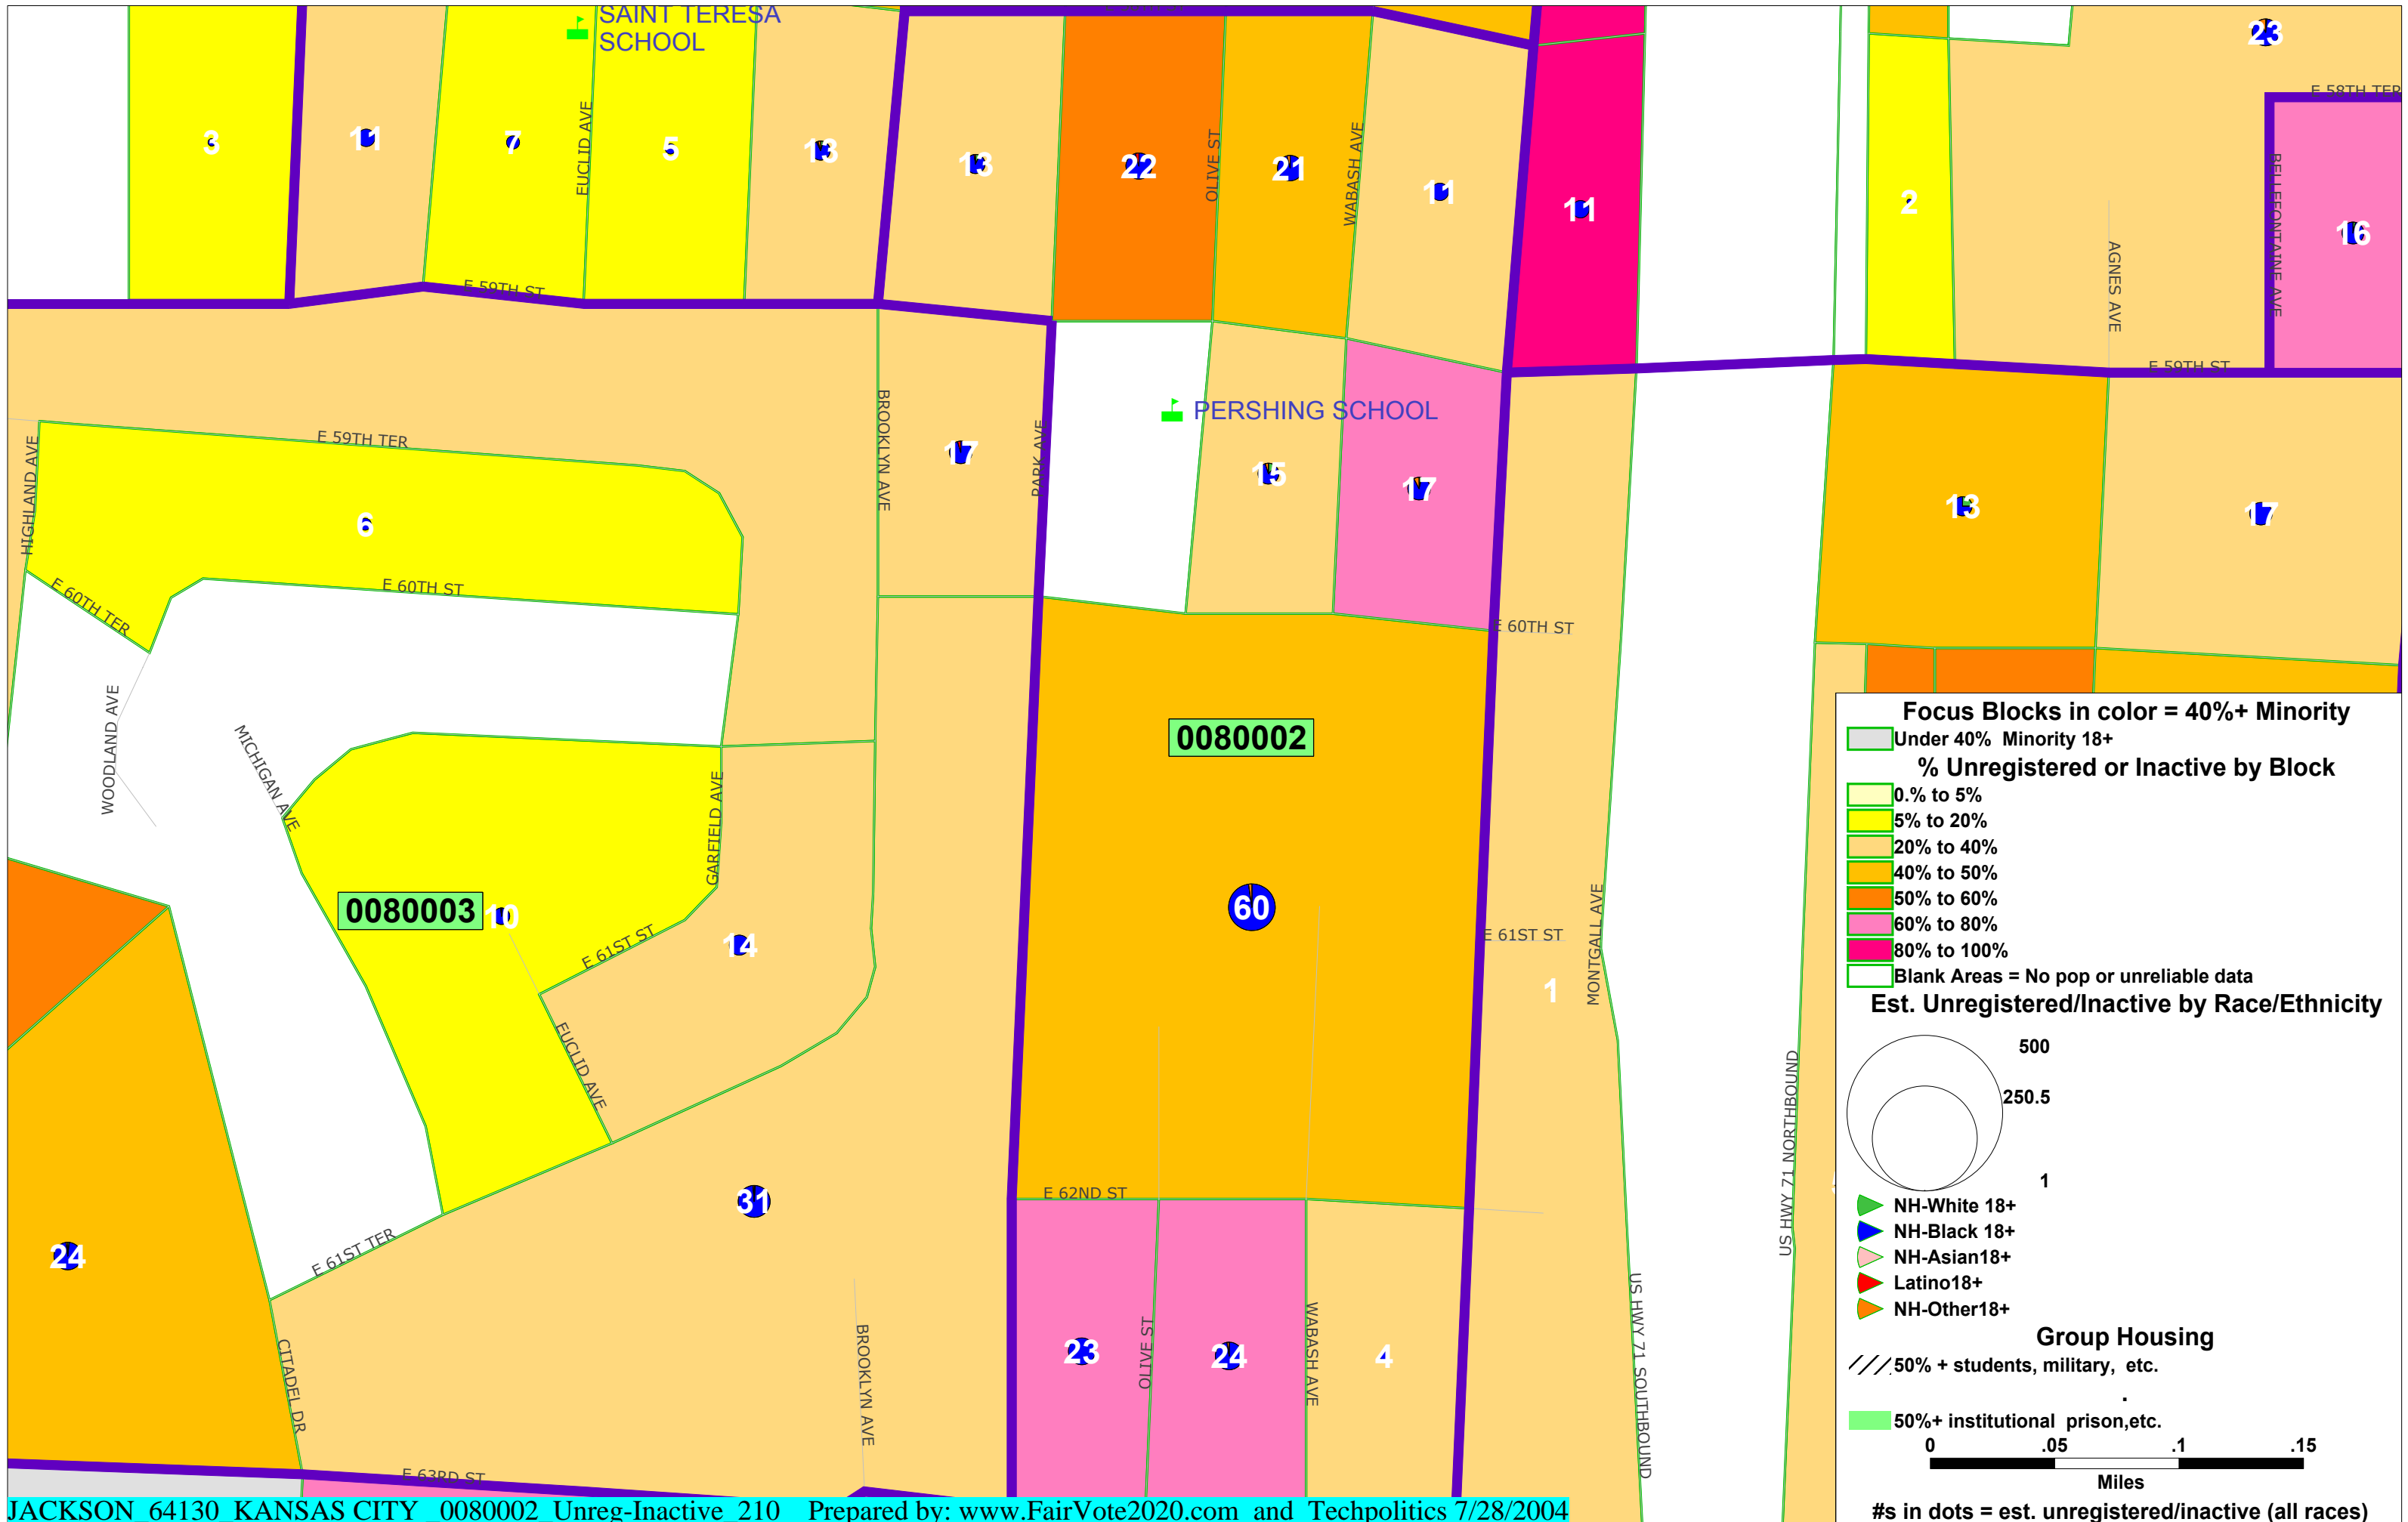 SAINT TERESA
SCHOOL
E 58TH ST
23
E 58TH TER
3
11
7
EUCLID AVE
5
13
13
22
OLIVE ST
21
WABASH AVE
11
11
2
AGNES AVE
BELLEFONTAINE AVE
16
E 59TH ST
E 59TH ST
PERSHING SCHOOL
HIGHLAND AVE
E 59TH TER
BROOKLYN AVE
17
PARK AVE
15
17
13
17
6
E 60TH TER
E 60TH ST
E 60TH ST
WOODLAND AVE
MICHIGAN AVE
GARFIELD AVE
0080002
0080003
10
E 61ST ST
14
60
E 61ST ST
1
MONTGALL AVE
EUCLID AVE
US HWY 71 NORTHBOUND
31
E 62ND ST
24
E 61ST TER
CITADEL DR
BROOKLYN AVE
23
OLIVE ST
24
WABASH AVE
4
US HWY 71 SOUTHBOUND
E 63RD ST
Focus Blocks in color = 40%+ Minority
Under 40% Minority 18+
% Unregistered or Inactive by Block
0.% to 5%
5% to 20%
20% to 40%
40% to 50%
50% to 60%
60% to 80%
80% to 100%
Blank Areas = No pop or unreliable data
Est. Unregistered/Inactive by Race/Ethnicity
500
250.5
1
NH-White 18+
NH-Black 18+
NH-Asian18+
Latino18+
NH-Other18+
Group Housing
50% + students, military, etc.
.
50%+ institutional prison,etc.
0 .05 .1 .15
Miles
#s in dots = est. unregistered/inactive (all races)
JACKSON 64130 KANSAS CITY 0080002 Unreg-Inactive 210 Prepared by: www.FairVote2020.com and Techpolitics 7/28/2004